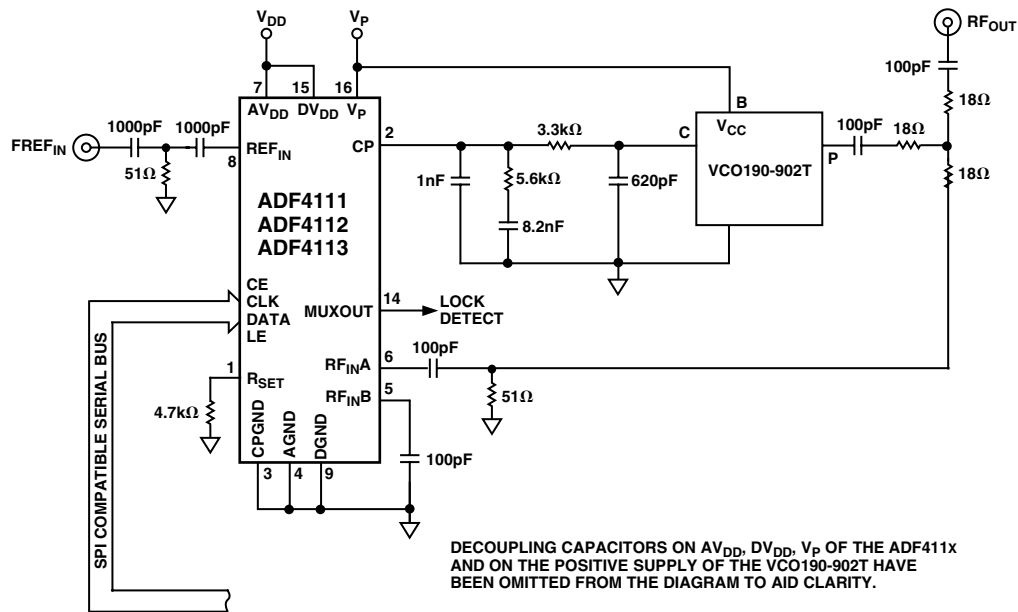 V_DD
V_P
RF_OUT
7
15
16
AV_DD
DV_DD
V_P
100pF
18Ω
B
FREF_IN
1000pF
1000pF
8
REF_IN
CP
2
3.3kΩ
C
V_CC
P
100pF
18Ω
18Ω
51Ω
1nF
5.6kΩ
620pF
VCO190-902T
8.2nF
ADF4111
ADF4112
ADF4113
CE
CLK
DATA
LE
MUXOUT
14
LOCK
DETECT
SPI COMPATIBLE SERIAL BUS
1
R_SET
4.7kΩ
RF_INA
6
100pF
51Ω
RF_INB
5
100pF
CPGND
AGND
DGND
3
4
9
DECOUPLING CAPACITORS ON AV_DD, DV_DD, V_P OF THE ADF411x
AND ON THE POSITIVE SUPPLY OF THE VCO190-902T HAVE
BEEN OMITTED FROM THE DIAGRAM TO AID CLARITY.